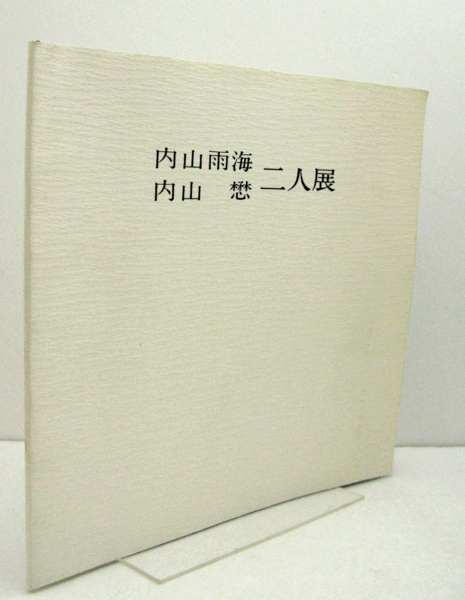 内山雨海
内山　懋
二人展